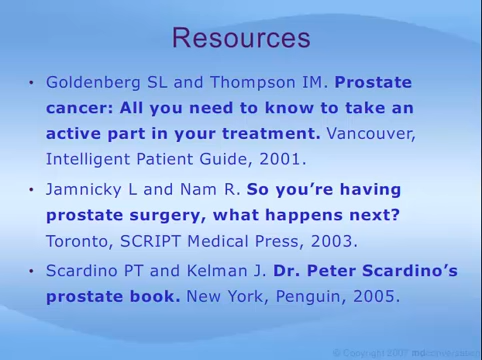 Resources
• Goldenberg SL and Thompson IM. Prostate
cancer: All you need to know to take an
active part in your treatment. Vancouver,
Intelligent Patient Guide, 2001.
• Jamnicky L and Nam R. So you’re having
prostate surgery, what happens next?
Toronto, SCRIPT Medical Press, 2003.
• Scardino PT and Kelman J. Dr. Peter Scardino’s
prostate book. New York, Penguin, 2005.
© Copyright 2007